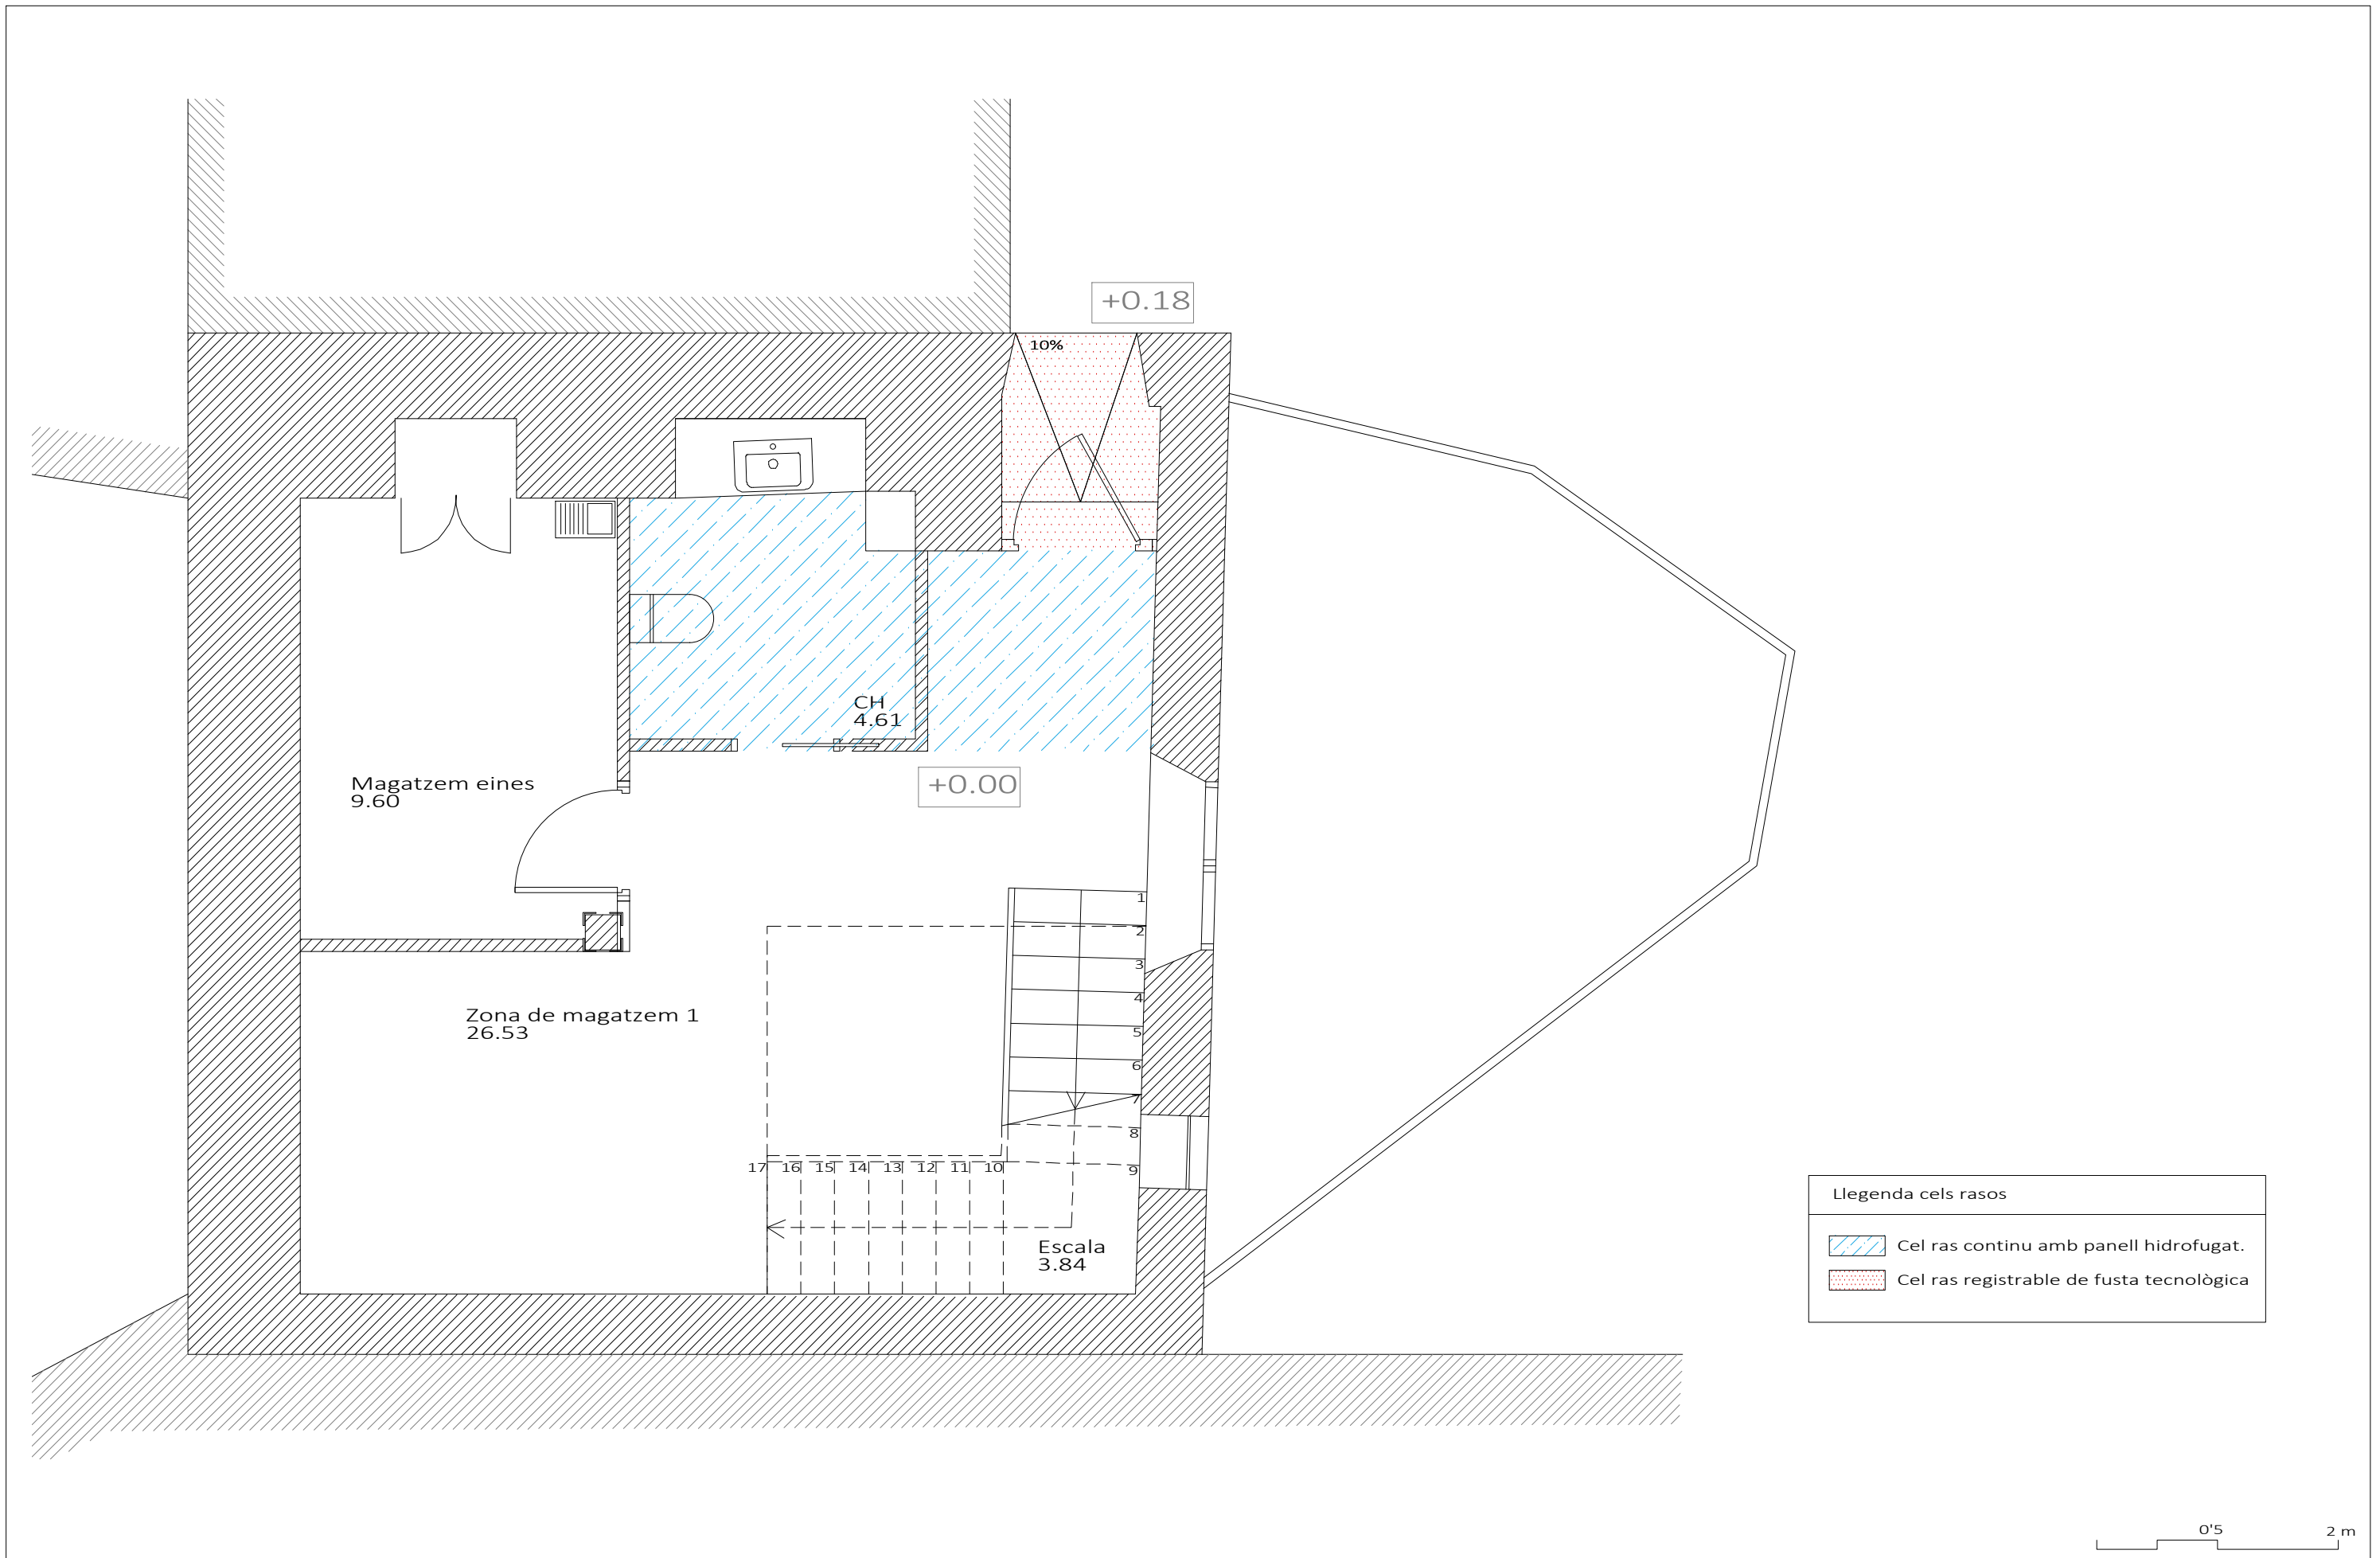 +0.18
10%
CH
4.61
Magatzem eines
9.60
+0.00
1
2
3
4
5
6
7
8
9
Zona de magatzem 1
26.53
17 16 15 14 13 12 11 10
Escala
3.84
Llegenda cels rasos
Cel ras continu amb panell hidrofugat.
Cel ras registrable de fusta tecnològica
0'5 2 m